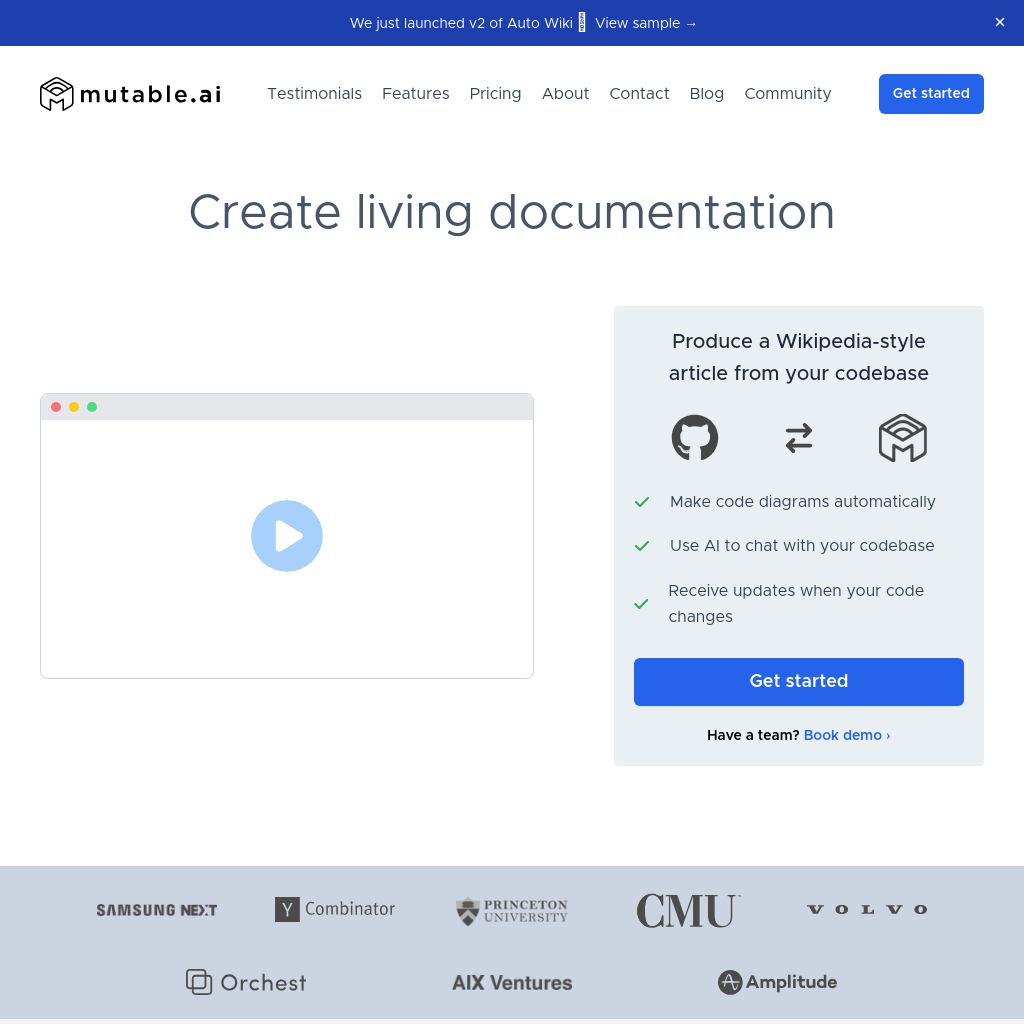 We just launched v2 of Auto Wiki View sample →
mutable.ai
Testimonials Features Pricing About Contact Blog Community
Get started
Create living documentation
Produce a Wikipedia-style
article from your codebase
Make code diagrams automatically
Use AI to chat with your codebase
Receive updates when your code
changes
Get started
Have a team? Book demo ›
SAMSUNG NEXT
Y Combinator
PRINCETON
UNIVERSITY
CMU
VOLVO
Orchest
AIX Ventures
Amplitude